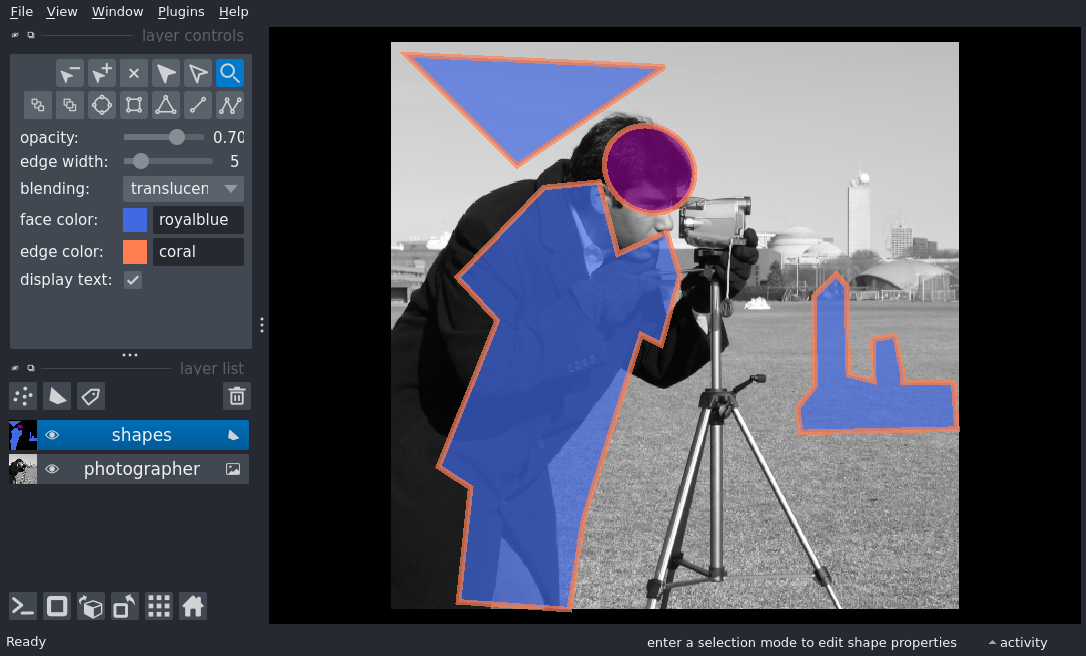 File View Window Plugins Help
layer controls
opacity: 0.70
edge width: 5
blending: translucen
face color: royalblue
edge color: coral
display text:
layer list
shapes
photographer
Ready
enter a selection mode to edit shape properties
activity